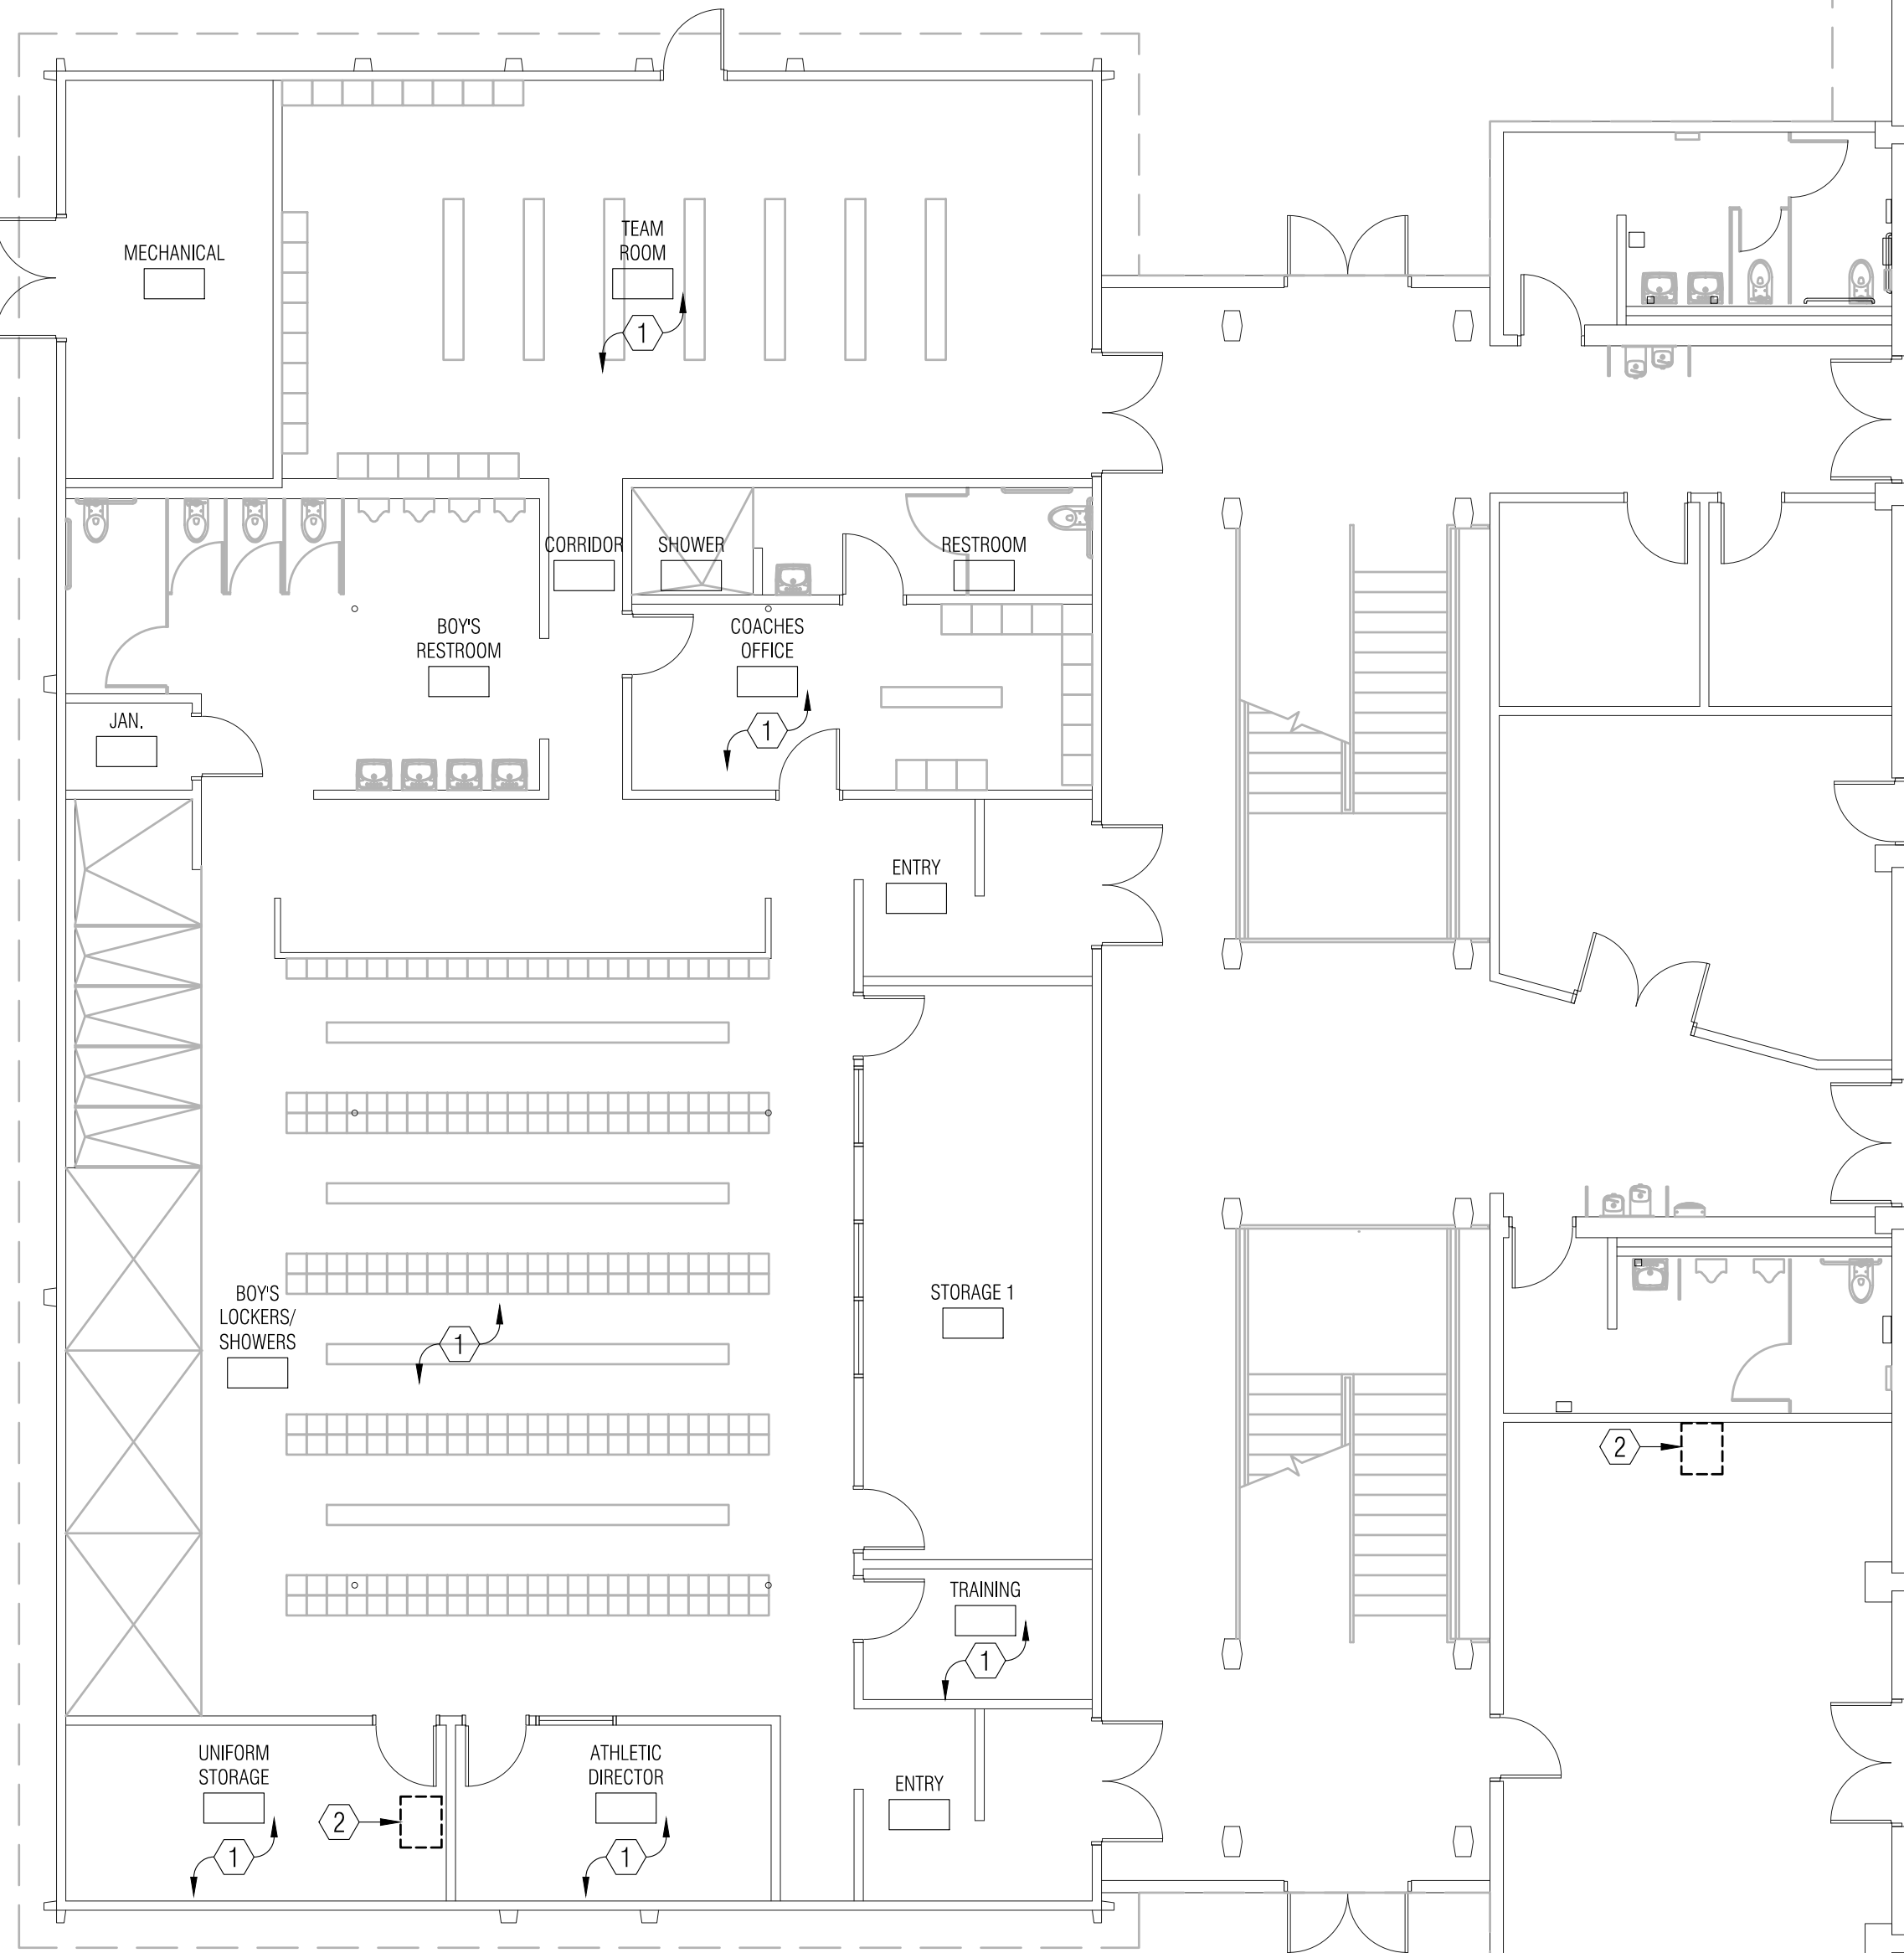 MECHANICAL
TEAM
ROOM
1
CORRIDOR
SHOWER
RESTROOM
BOY'S
RESTROOM
COACHES
OFFICE
1
JAN.
ENTRY
BOY'S
LOCKERS/
SHOWERS
1
STORAGE 1
2
TRAINING
1
UNIFORM
STORAGE
1
2
ATHLETIC
DIRECTOR
1
ENTRY